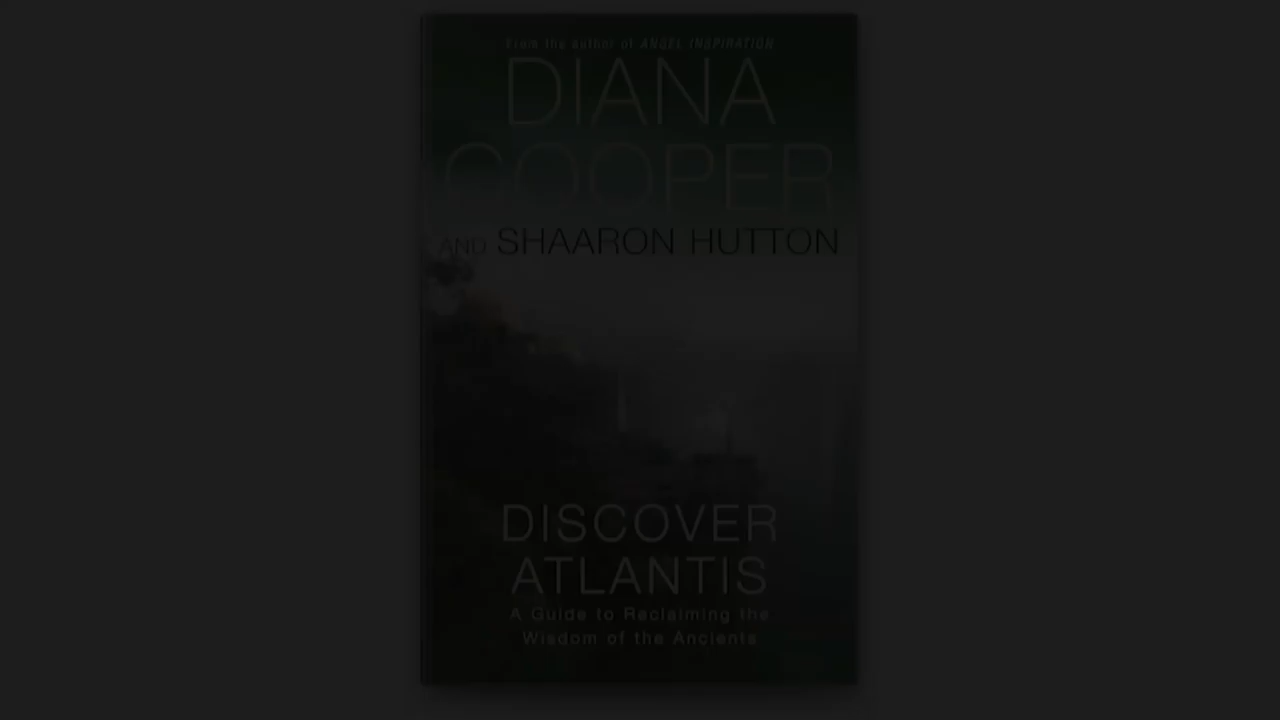 From the author of ANGEL INSPIRATION
DIANA
COOPER
AND SHAARON HUTTON
DISCOVER
ATLANTIS
A Guide to Reclaiming the
Wisdom of the Ancients